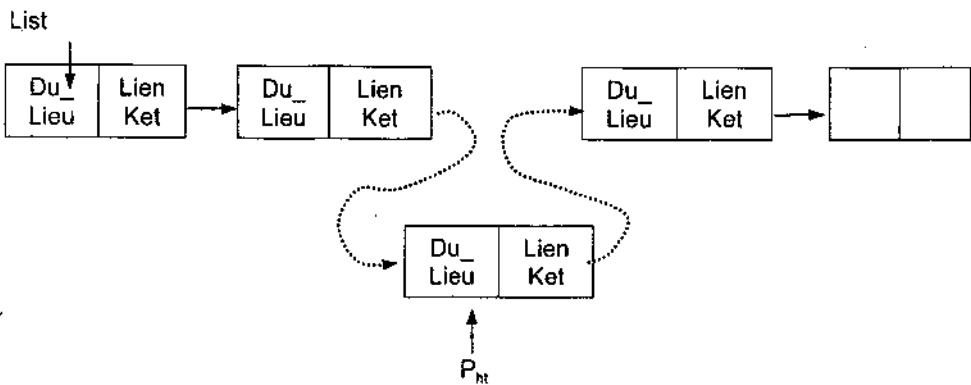 List
Du_ Lien Du_ Lien Du_ Lien
Lieu Ket Lieu Ket Lieu Ket
Du_ Lien
Lieu Ket
Pht